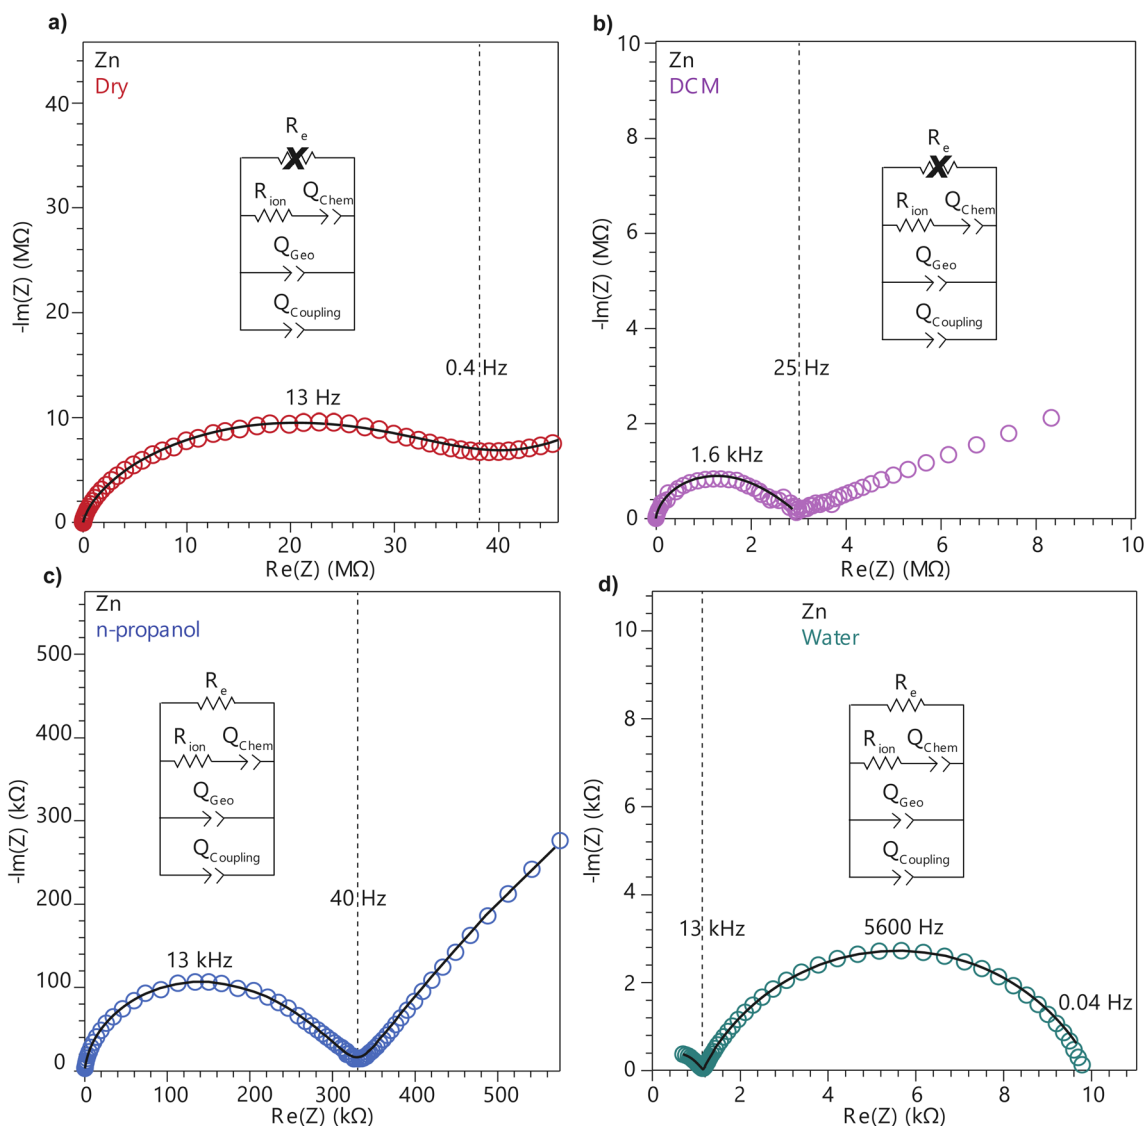 a)
Zn
Dry
R e
R ion Q Chem
Q Geo
Q Coupling
0.4 Hz
13 Hz
40
30
20
10
0
0 10 20 30 40
-Im(Z) (MΩ)
Re(Z) (MΩ)
b)
Zn
DCM
R e
R ion Q Chem
Q Geo
Q Coupling
25 Hz
1.6 kHz
10
8
6
4
2
0
0 2 4 6 8 10
-Im(Z) (MΩ)
Re(Z) (MΩ)
c)
Zn
n-propanol
R e
R ion Q Chem
Q Geo
Q Coupling
40 Hz
13 kHz
500
400
300
200
100
0
0 100 200 300 400 500
-Im(Z) (kΩ)
Re(Z) (kΩ)
d)
Zn
Water
R e
R ion Q Chem
Q Geo
Q Coupling
13 kHz
5600 Hz
0.04 Hz
10
8
6
4
2
0
0 2 4 6 8 10
-Im(Z) (kΩ)
Re(Z) (kΩ)